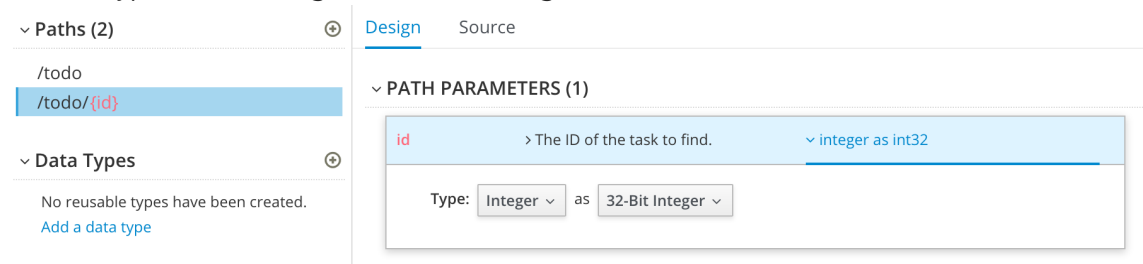 Paths (2)
/todo
/todo/{id}
Data Types
No reusable types have been created.
Add a data type
Design Source
PATH PARAMETERS (1)
id The ID of the task to find. integer as int32
Type: Integer as 32-Bit Integer